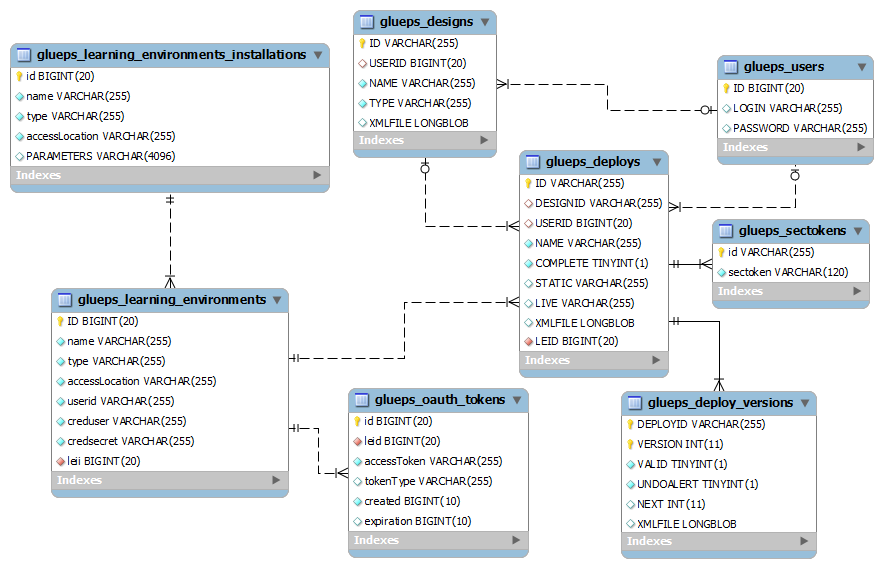 glueps_learning_environments_installations
id BIGINT(20)
name VARCHAR(255)
type VARCHAR(255)
accessLocation VARCHAR(255)
PARAMETERS VARCHAR(4096)
Indexes
glueps_designs
ID VARCHAR(255)
USERID BIGINT(20)
NAME VARCHAR(255)
TYPE VARCHAR(255)
XMLFILE LONGBLOB
Indexes
glueps_users
ID BIGINT(20)
LOGIN VARCHAR(255)
PASSWORD VARCHAR(255)
Indexes
glueps_deploys
ID VARCHAR(255)
DESIGNID VARCHAR(255)
USERID BIGINT(20)
NAME VARCHAR(255)
COMPLETE TINYINT(1)
STATIC VARCHAR(255)
LIVE VARCHAR(255)
XMLFILE LONGBLOB
LEID BIGINT(20)
Indexes
glueps_sectokens
id VARCHAR(255)
sectoken VARCHAR(120)
Indexes
glueps_learning_environments
ID BIGINT(20)
name VARCHAR(255)
type VARCHAR(255)
accessLocation VARCHAR(255)
userid VARCHAR(255)
creduser VARCHAR(255)
credsecret VARCHAR(255)
leii BIGINT(20)
Indexes
glueps_oauth_tokens
id BIGINT(20)
leid BIGINT(20)
accessToken VARCHAR(255)
tokenType VARCHAR(255)
created BIGINT(10)
expiration BIGINT(10)
Indexes
glueps_deploy_versions
DEPLOYID VARCHAR(255)
VERSION INT(11)
VALID TINYINT(1)
UNDOALERT TINYINT(1)
NEXT INT(11)
XMLFILE LONGBLOB
Indexes